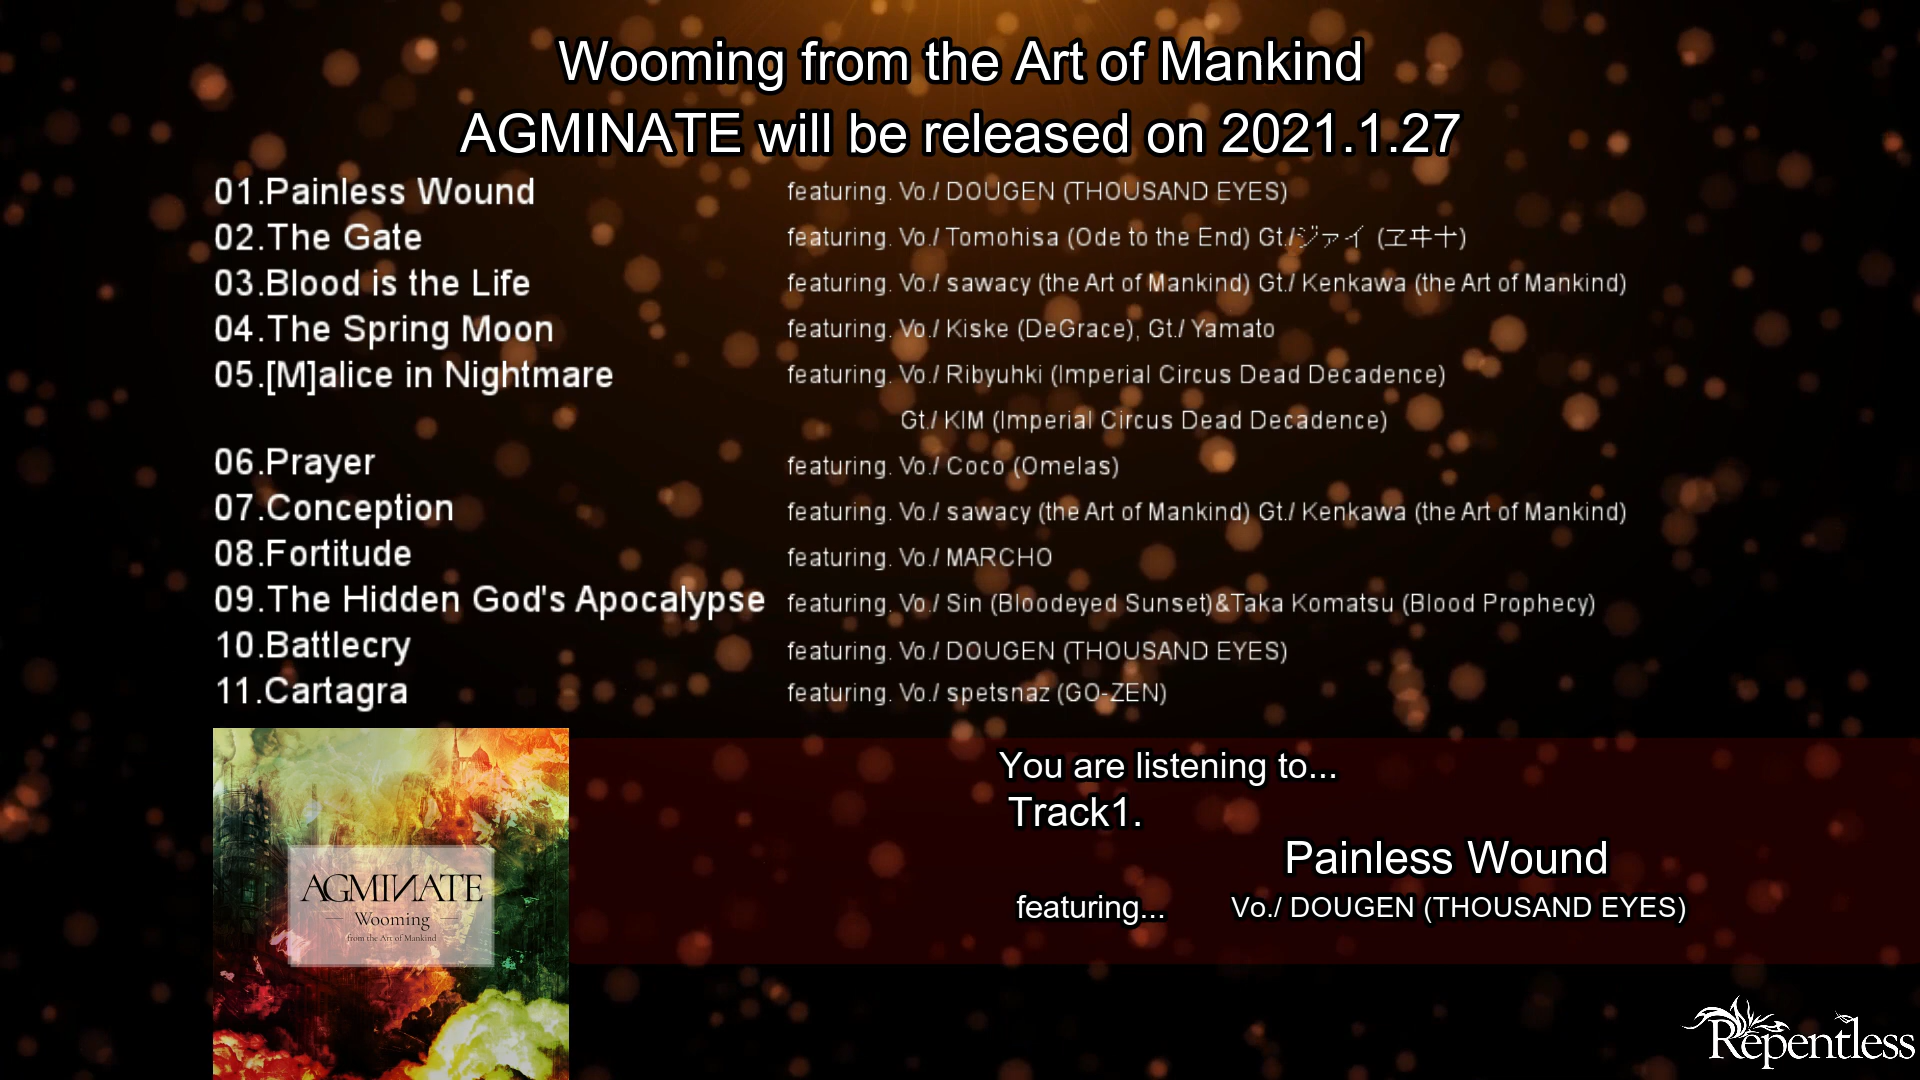 Wooming from the Art of Mankind
AGMINATE will be released on 2021.1.27
01.Painless Wound featuring. Vo./ DOUGEN (THOUSAND EYES)
02.The Gate featuring. Vo./ Tomohisa (Ode to the End) Gt./ジァイ (ヱヰ十)
03.Blood is the Life featuring. Vo./ sawacy (the Art of Mankind) Gt./ Kenkawa (the Art of Mankind)
04.The Spring Moon featuring. Vo./ Kiske (DeGrace), Gt./ Yamato
05.[M]alice in Nightmare featuring. Vo./ Ribyuhki (Imperial Circus Dead Decadence)
Gt./ KIM (Imperial Circus Dead Decadence)
06.Prayer featuring. Vo./ Coco (Omelas)
07.Conception featuring. Vo./ sawacy (the Art of Mankind) Gt./ Kenkawa (the Art of Mankind)
08.Fortitude featuring. Vo./ MARCHO
09.The Hidden God's Apocalypse featuring. Vo./ Sin (Bloodeyed Sunset)&Taka Komatsu (Blood Prophecy)
10.Battlecry featuring. Vo./ DOUGEN (THOUSAND EYES)
11.Cartagra featuring. Vo./ spetsnaz (GO-ZEN)
AGMINATE
Wooming
from the Art of Mankind
You are listening to...
Track1.
Painless Wound
featuring... Vo./ DOUGEN (THOUSAND EYES)
Repentless